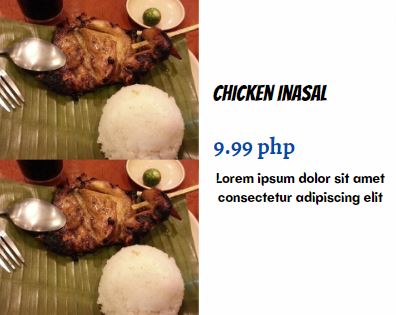 CHICKEN INASAL
9.99 php
Lorem ipsum dolor sit amet
consectetur adipiscing elit